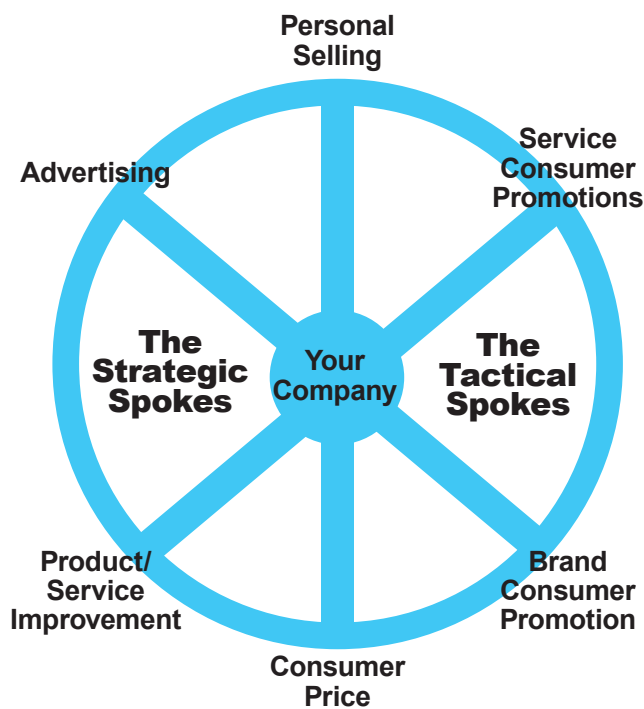 Personal
Selling
Service
Consumer
Promotions
Advertising
The
Strategic
Spokes
Your
Company
The
Tactical
Spokes
Product/
Service
Improvement
Brand
Consumer
Promotion
Consumer
Price